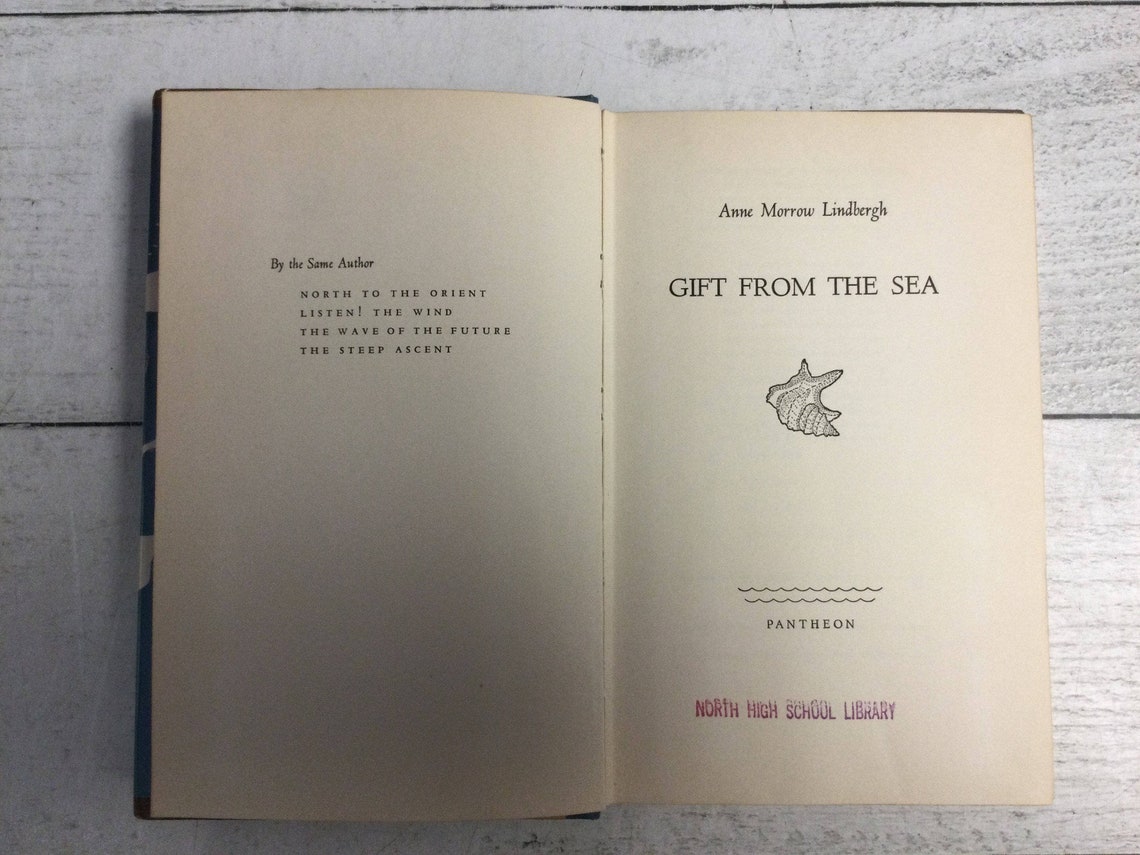 By the Same Author
NORTH TO THE ORIENT
LISTEN! THE WIND
THE WAVE OF THE FUTURE
THE STEEP ASCENT
Anne Morrow Lindbergh
GIFT FROM THE SEA
PANTHEON
NORTH HIGH SCHOOL LIBRARY